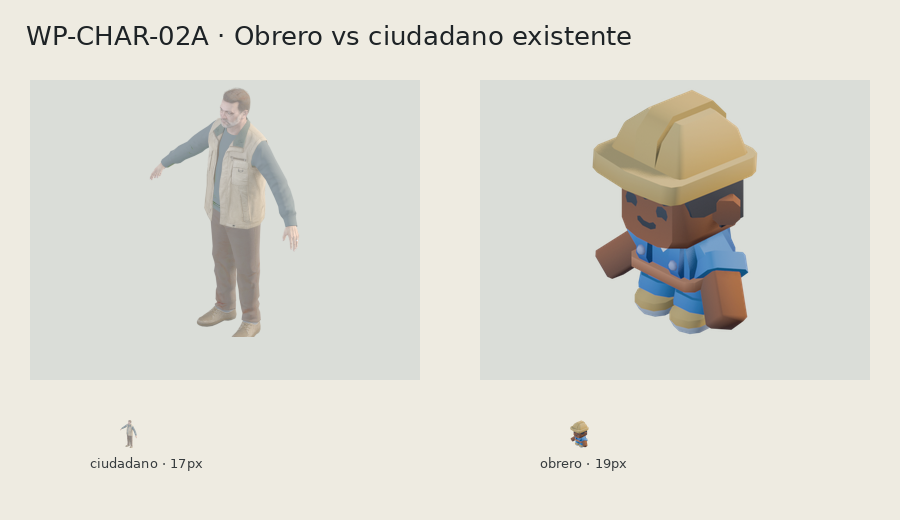 WP-CHAR-02A · Obrero vs ciudadano existente
ciudadano · 17px
obrero · 19px